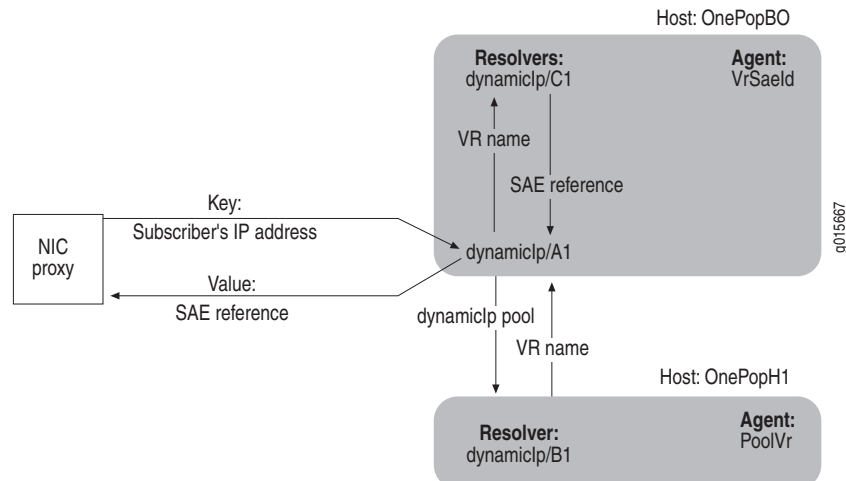 Host: OnePopBO
Resolvers:
dynamicIp/C1
Agent:
VrSaeId
VR name
SAE reference
Key:
Subscriber's IP address
NIC
proxy
dynamicIp/A1
Value:
SAE reference
dynamicIp pool
VR name
g015667
Host: OnePopH1
Resolver:
dynamicIp/B1
Agent:
PoolVr